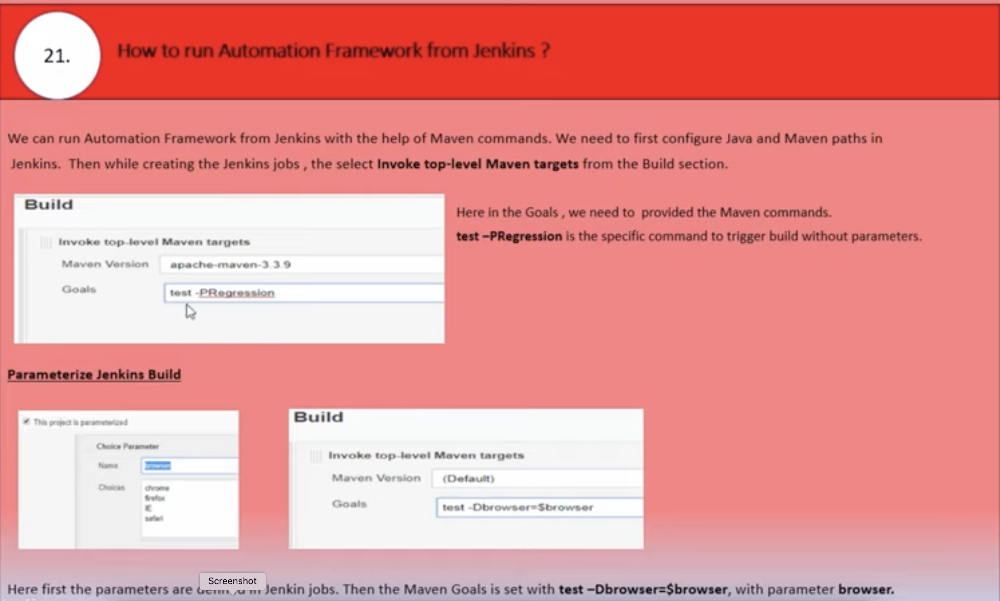 21.
How to run Automation Framework from Jenkins ?
We can run Automation Framework from Jenkins with the help of Maven commands. We need to first configure Java and Maven paths in
Jenkins. Then while creating the Jenkins jobs , the select Invoke top-level Maven targets from the Build section.
Build
Invoke top-level Maven targets
Maven Version apache-maven-3.3.9
Goals test -PRegression
Here in the Goals , we need to provided the Maven commands.
test –PRegression is the specific command to trigger build without parameters.
Parameterize Jenkins Build
This project is parameterized
Choice Parameter
Name browser
Choices chrome
firefox
IE
safari
Build
Invoke top-level Maven targets
Maven Version (Default)
Goals test -Dbrowser=$browser
Screenshot
Here first the parameters are defined in Jenkin jobs. Then the Maven Goals is set with test –Dbrowser=$browser, with parameter browser.